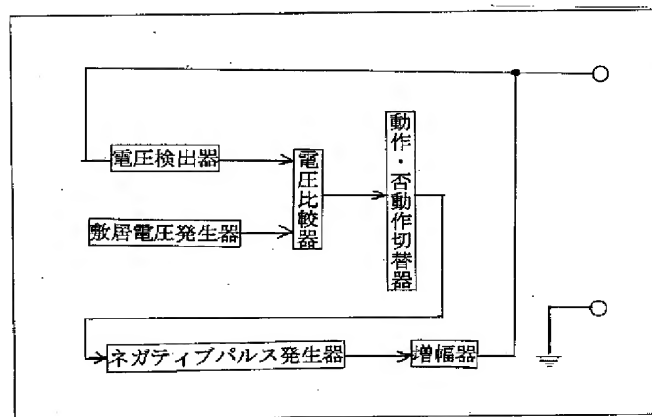 電圧検出器
敷居電圧発生器
電圧比較器
動作・否動作切替器
ネガティブパルス発生器
増幅器